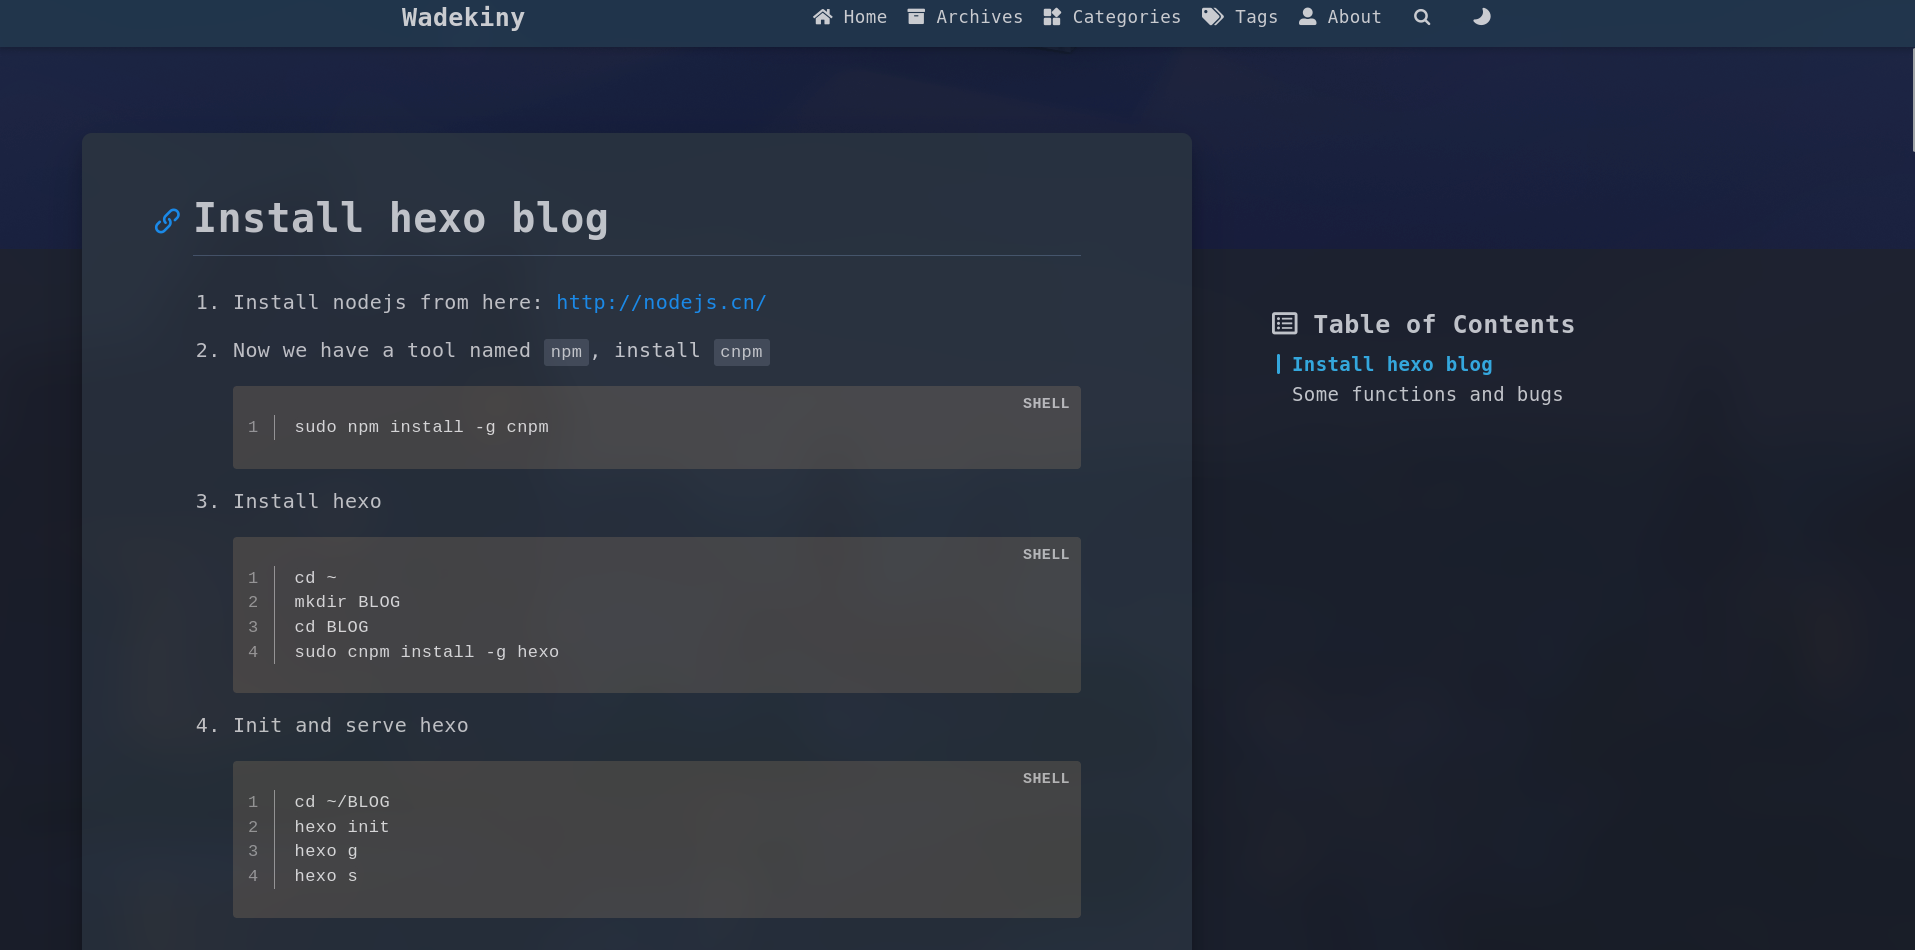 Wadekiny
Home Archives Categories Tags About
Install hexo blog
1. Install nodejs from here: http://nodejs.cn/
2. Now we have a tool named npm, install cnpm
SHELL
1 sudo npm install -g cnpm
3. Install hexo
SHELL
1 cd ~
2 mkdir BLOG
3 cd BLOG
4 sudo cnpm install -g hexo
4. Init and serve hexo
SHELL
1 cd ~/BLOG
2 hexo init
3 hexo g
4 hexo s
Table of Contents
Install hexo blog
Some functions and bugs